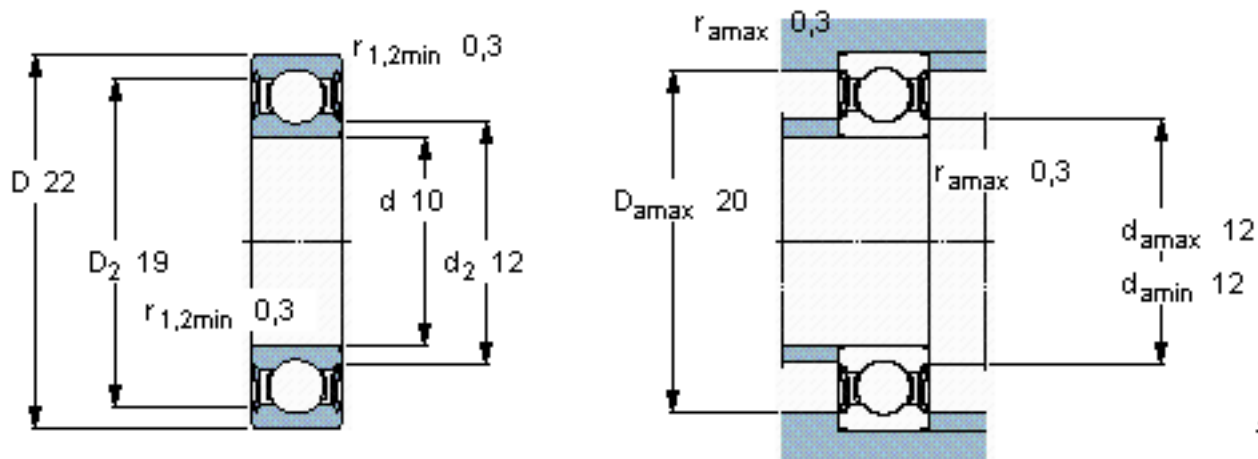 r1,2min 0,3
D 22
D2 19
d 10
d2 12
r1,2min 0,3
ramax 0,3
Damax 20
ramax 0,3
damax 12
damin 12